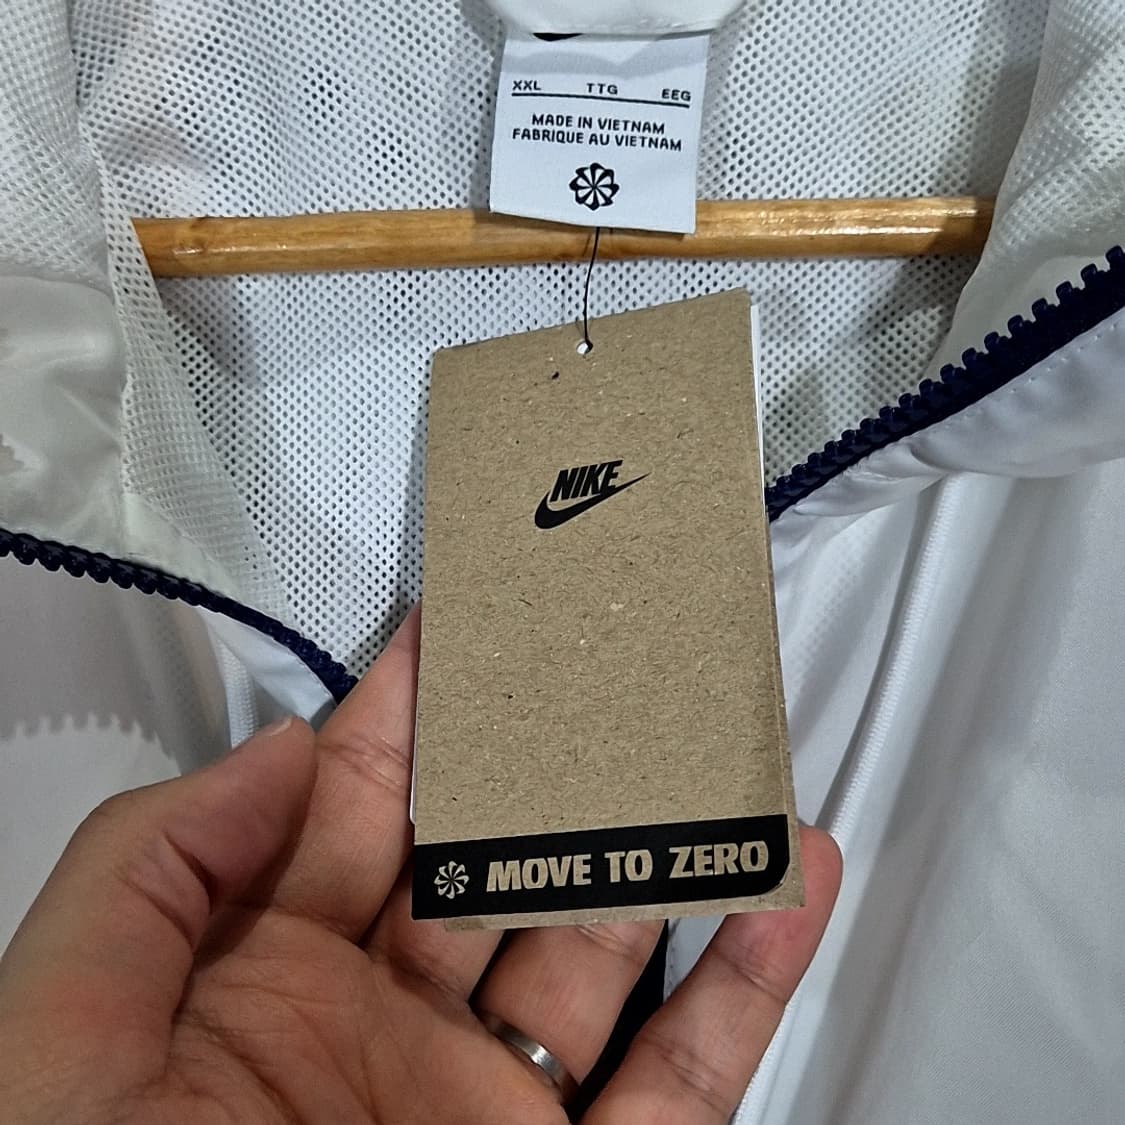 XXL TTG EEG
MADE IN VIETNAM
FABRIQUE AU VIETNAM
NIKE
MOVE TO ZERO